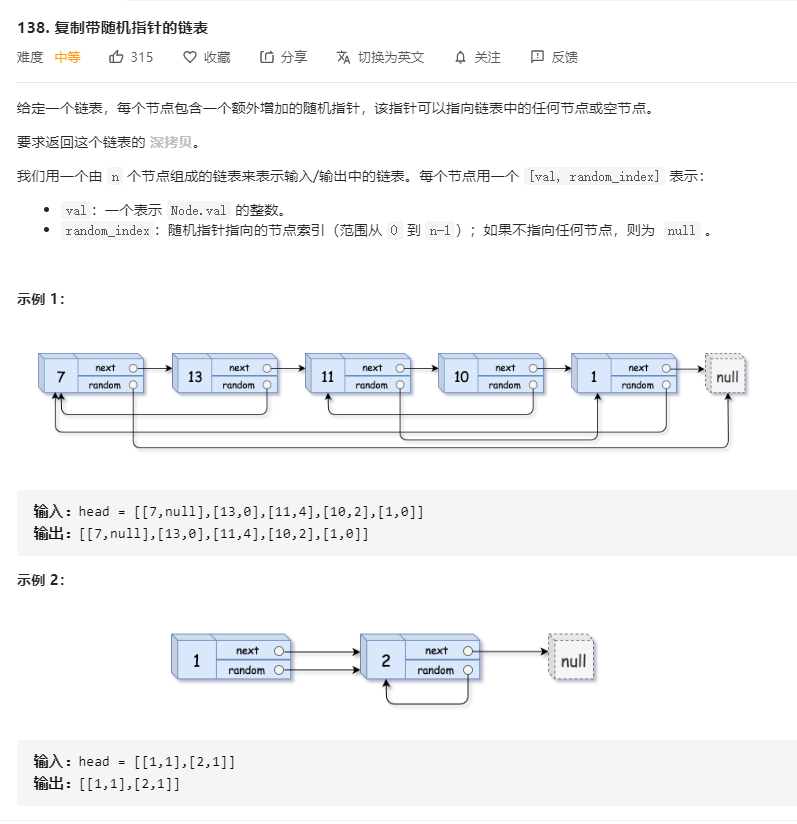 138. 复制带随机指针的链表
难度 中等 315 收藏 分享 切换为英文 关注 反馈
给定一个链表，每个节点包含一个额外增加的随机指针，该指针可以指向链表中的任何节点或空节点。
要求返回这个链表的 深拷贝。
我们用一个由 n 个节点组成的链表来表示输入/输出中的链表。每个节点用一个 [val, random_index] 表示：
val：一个表示 Node.val 的整数。
random_index：随机指针指向的节点索引（范围从 0 到 n-1）；如果不指向任何节点，则为 null 。
示例 1：
7 next random 13 next random 11 next random 10 next random 1 next random null
输入：head = [[7,null],[13,0],[11,4],[10,2],[1,0]]
输出：[[7,null],[13,0],[11,4],[10,2],[1,0]]
示例 2：
1 next random 2 next random null
输入：head = [[1,1],[2,1]]
输出：[[1,1],[2,1]]